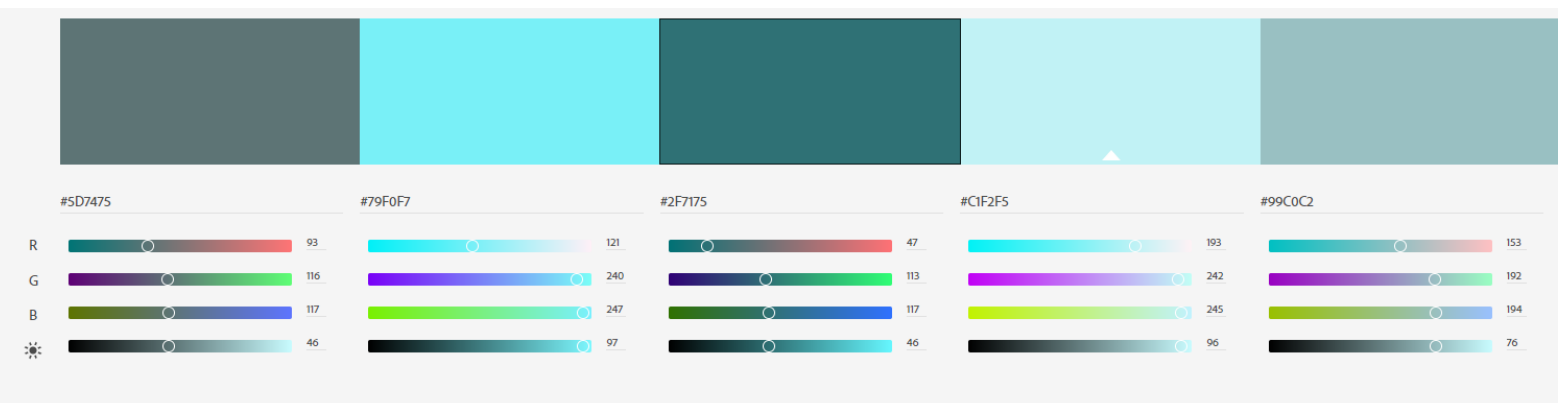 #5D7475 #79F0F7 #2F7175 #C1F2F5 #99C0C2
R 93 121 47 193 153
G 116 240 113 242 192
B 117 247 117 245 194
46 97 46 96 76